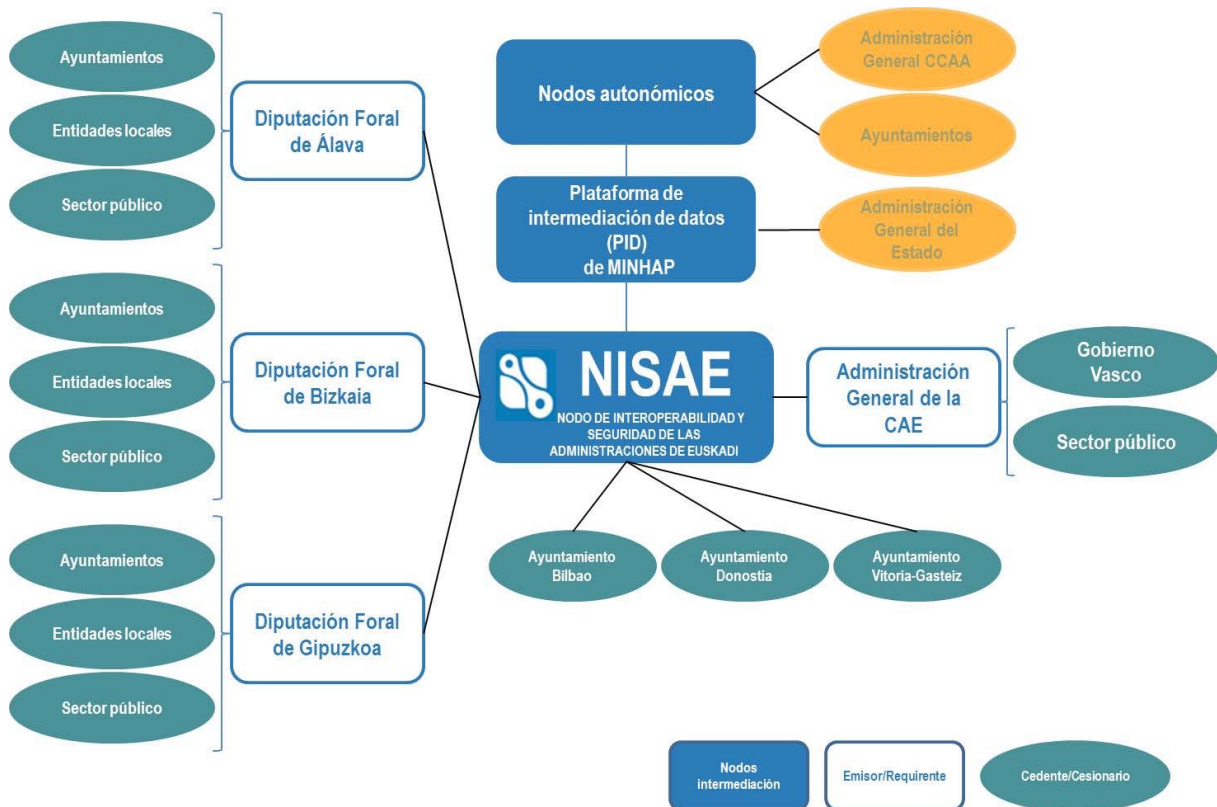 Ayuntamientos
Entidades locales
Sector público
Diputación Foral
de Álava
Ayuntamientos
Entidades locales
Sector público
Diputación Foral
de Bizkaia
Ayuntamientos
Entidades locales
Sector público
Diputación Foral
de Gipuzkoa
Nodos autonómicos
Administración
General CCAA
Ayuntamientos
Plataforma de
intermediación de datos
(PID)
de MINHAP
Administración
General del
Estado
NISAE
NODO DE INTEROPERABILIDAD Y
SEGURIDAD DE LAS
ADMINISTRACIONES DE EUSKADI
Administración
General de la
CAE
Gobierno
Vasco
Sector público
Ayuntamiento
Bilbao
Ayuntamiento
Donostia
Ayuntamiento
Vitoria-Gasteiz
Nodos
intermediación
Emisor/Requirente
Cedente/Cesionario